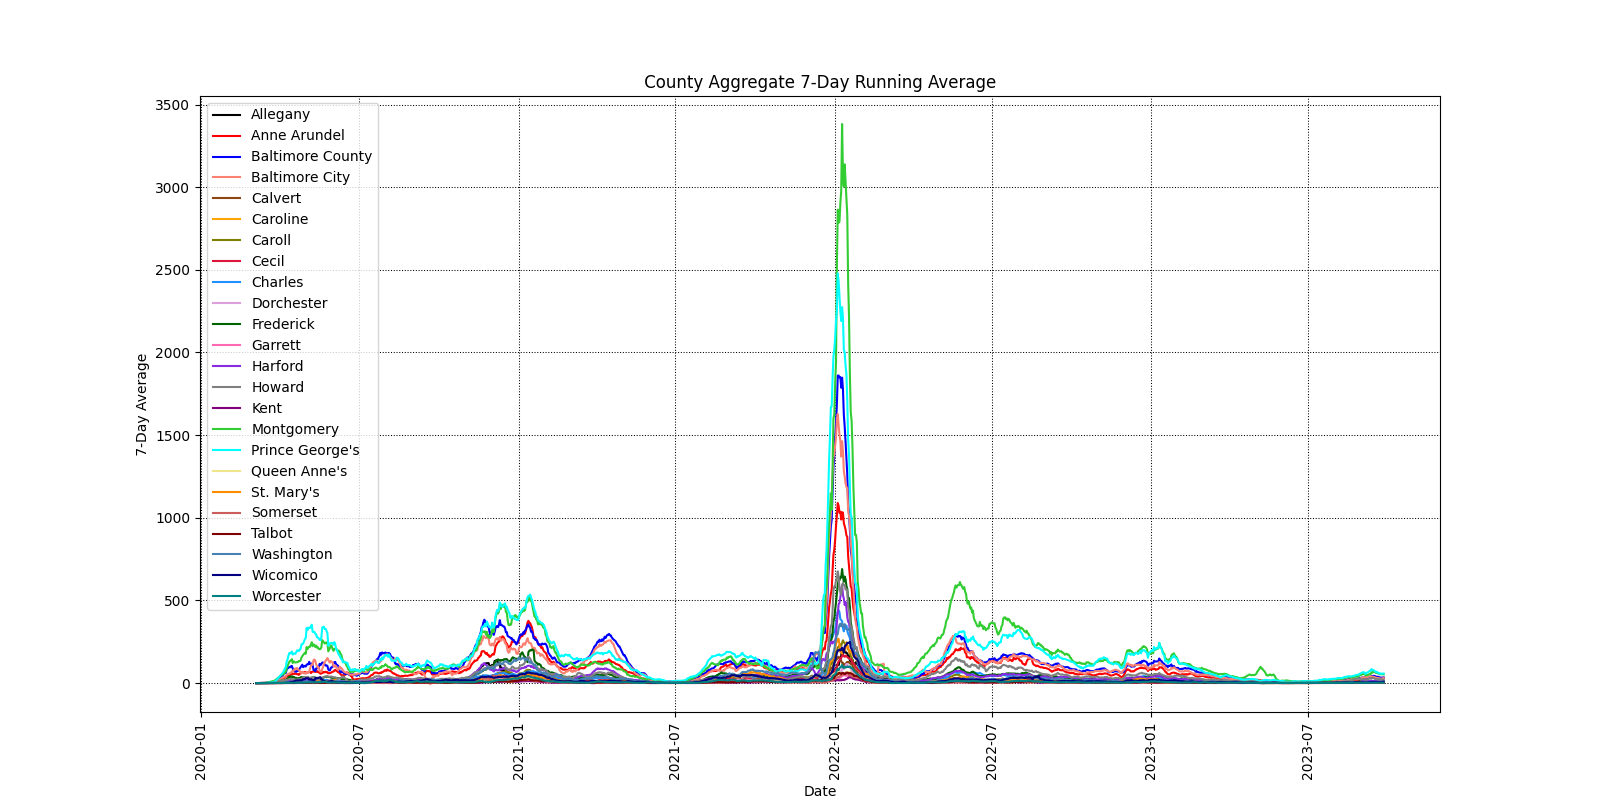 County Aggregate 7-Day Running Average
3500
3000
2500
2000
1500
1000
500
0
7-Day Average
Allegany
Anne Arundel
Baltimore County
Baltimore City
Calvert
Caroline
Caroll
Cecil
Charles
Dorchester
Frederick
Garrett
Harford
Howard
Kent
Montgomery
Prince George's
Queen Anne's
St. Mary's
Somerset
Talbot
Washington
Wicomico
Worcester
2020-01
2020-07
2021-01
2021-07
2022-01
2022-07
2023-01
2023-07
Date